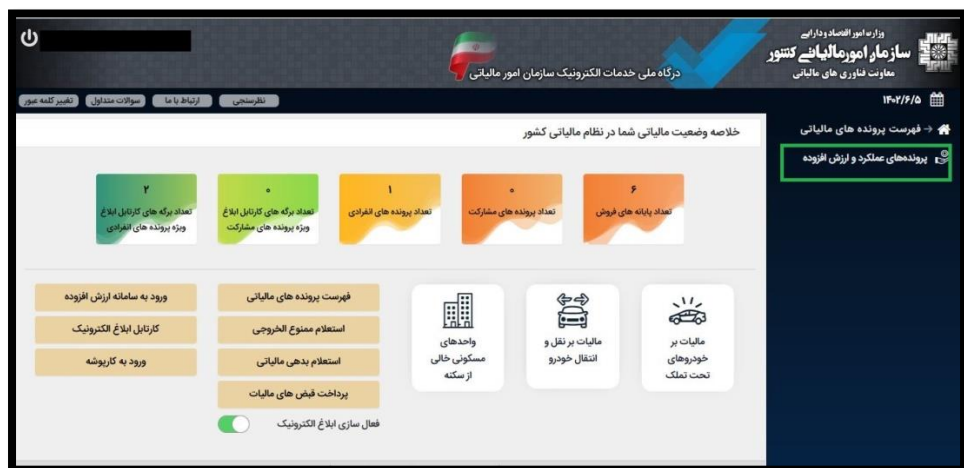 وزارت امور اقتصاد و دارایی
سازمان امور مالیاتی کشور
معاونت فناوری های مالیاتی
درگاه ملی خدمات الکترونیک سازمان امور مالیاتی
۱۴۰۲/۶/۵
نظرسنجی
ارتباط با ما
سوالات متداول
تغییر کلمه عبور
فهرست پرونده های مالیاتی
پرونده‌های عملکرد و ارزش افزوده
خلاصه وضعیت مالیاتی شما در نظام مالیاتی کشور
۶
تعداد پایانه های فروش
۰
تعداد پرونده های مشارکت
۱
تعداد پرونده های انفرادی
۰
تعداد برگه های کارتابل ابلاغ
ویژه پرونده های مشارکت
۲
تعداد برگه های کارتابل ابلاغ
ویژه پرونده های انفرادی
مالیات بر
خودروهای
تحت تملک
مالیات بر نقل و
انتقال خودرو
واحدهای
مسکونی خالی
از سکنه
فهرست پرونده های مالیاتی
ورود به سامانه ارزش افزوده
استعلام ممنوع الخروجی
کارتابل ابلاغ الکترونیک
استعلام بدهی مالیاتی
ورود به کارپوشه
پرداخت قبض های مالیات
فعال سازی ابلاغ الکترونیک